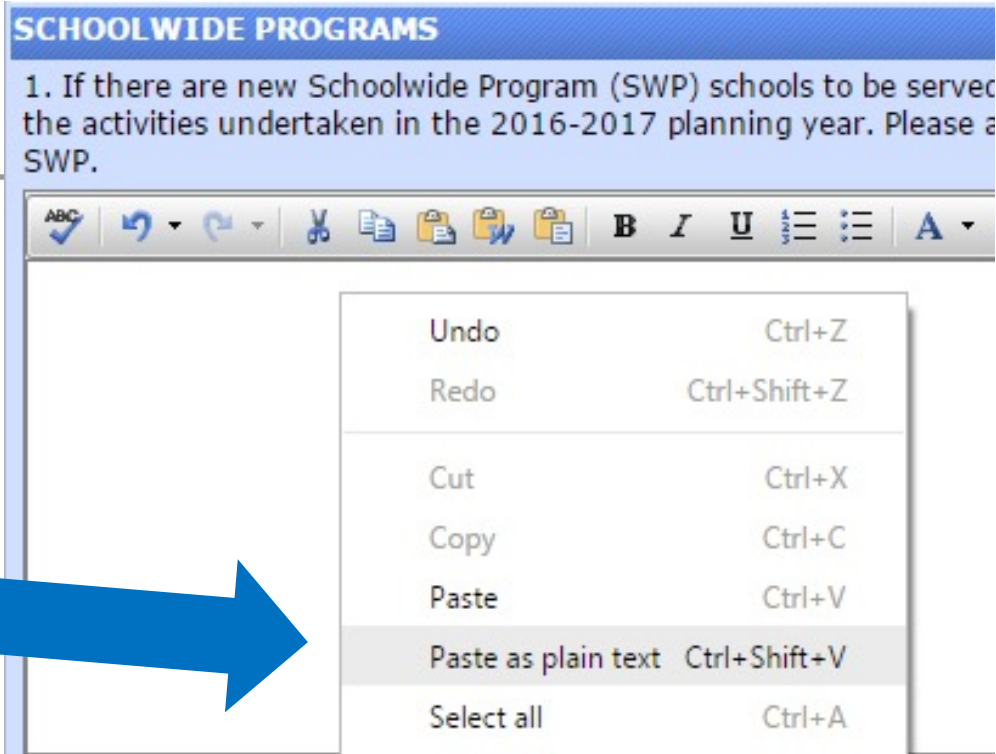 SCHOOLWIDE PROGRAMS
1. If there are new Schoolwide Program (SWP) schools to be served
the activities undertaken in the 2016-2017 planning year. Please a
SWP.
ABC B I U A
Undo Ctrl+Z
Redo Ctrl+Shift+Z
Cut Ctrl+X
Copy Ctrl+C
Paste Ctrl+V
Paste as plain text Ctrl+Shift+V
Select all Ctrl+A